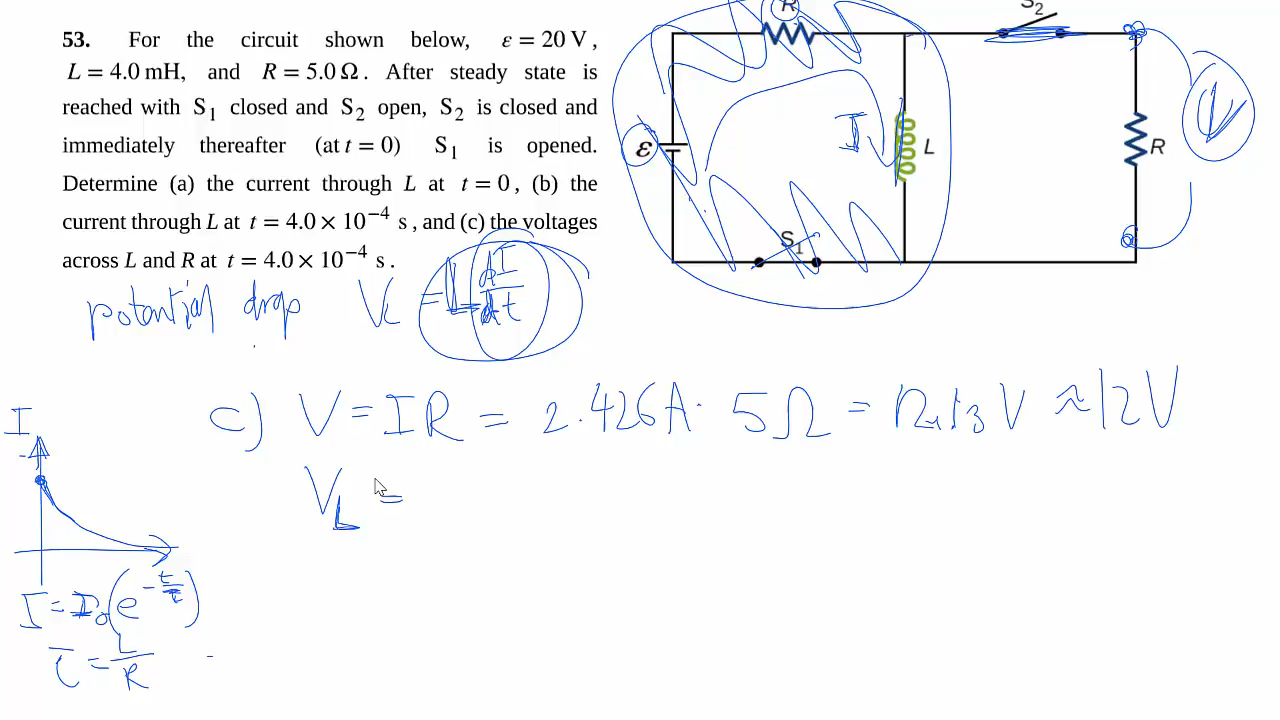 53. For the circuit shown below, ε = 20 V,
L = 4.0 mH, and R = 5.0 Ω. After steady state is
reached with S₁ closed and S₂ open, S₂ is closed and
immediately thereafter (at t = 0) S₁ is opened.
Determine (a) the current through L at t = 0, (b) the
current through L at t = 4.0 × 10⁻⁴ s, and (c) the voltages
across L and R at t = 4.0 × 10⁻⁴ s.
R
S₂
ε
I
L
R
S₁
potential drop V = L dI/dt
c) V = IR = 2.426A · 5Ω = 12.13 V ≈ 12V
V_L =
I
I = I₀(e^(-t/τ))
τ = L/R